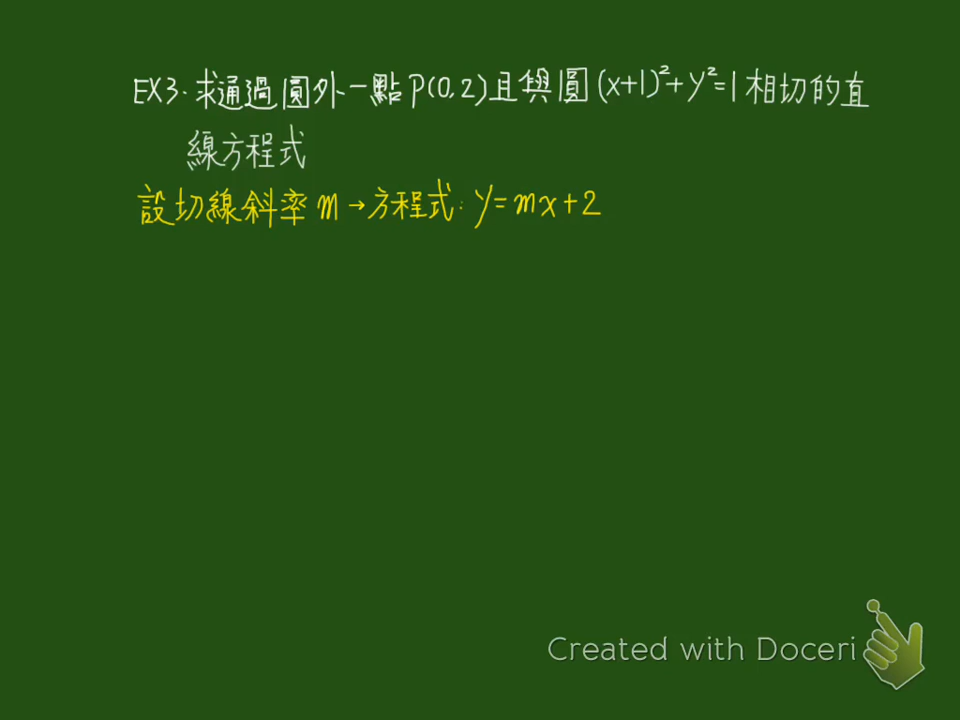 EX3. 求通過圓外一點P(0,2)且與圓(x+1)²+y²=1相切的直
線方程式
設切線斜率m→方程式: y=mx+2
Created with Doceri